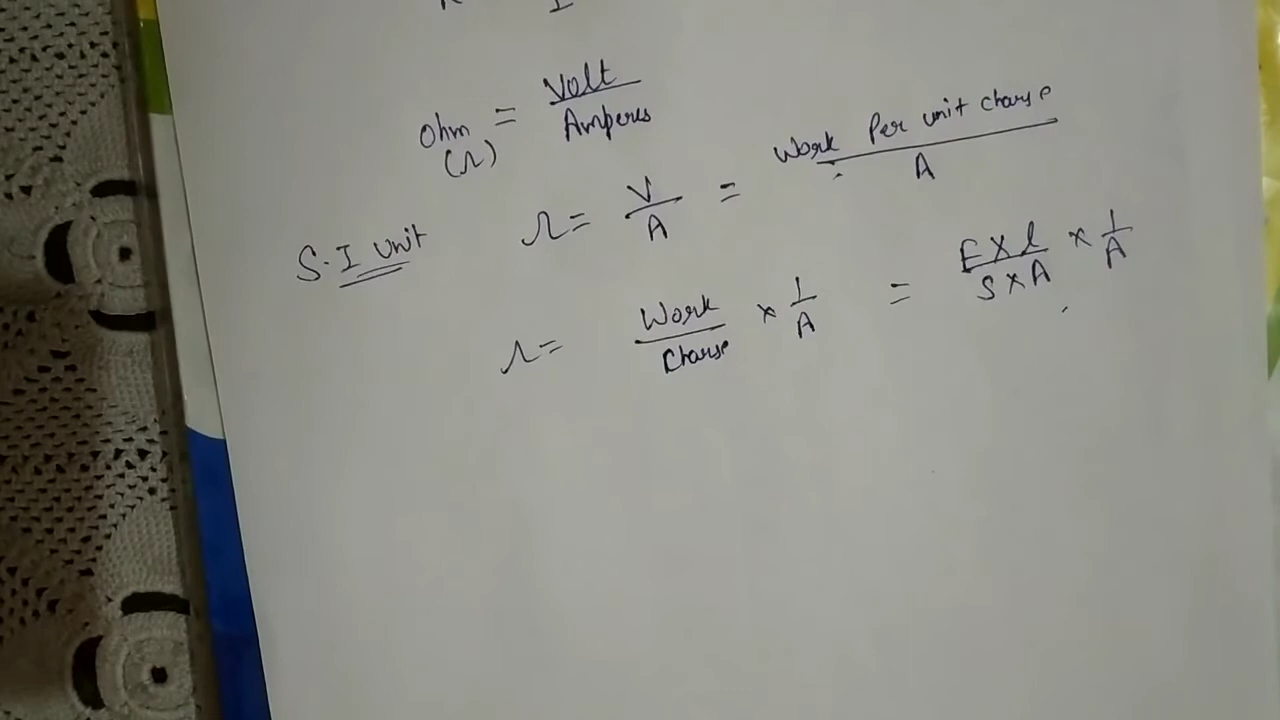 I
Ohm = Volt / Amperes
(Ω)
S.I Unit
Ω = V / A = Work Per unit charge / A
Ω = Work / Charge × 1 / A = F × l / S × A × 1 / A